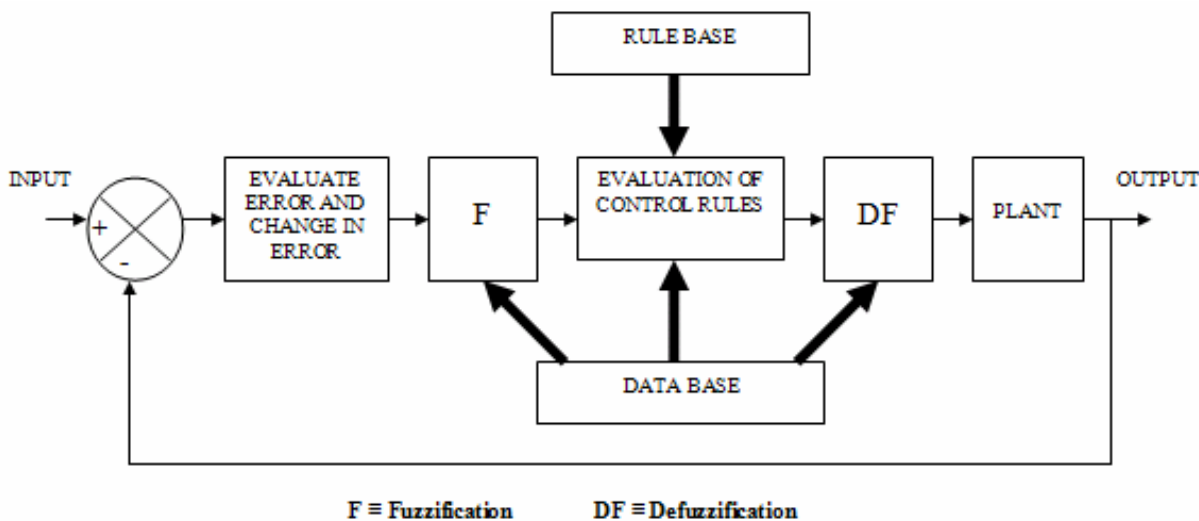 RULE BASE
INPUT
+
-
EVALUATE
ERROR AND
CHANGE IN
ERROR
F
EVALUATION OF
CONTROL RULES
DF
PLANT
OUTPUT
DATA BASE
F ≡ Fuzzification DF ≡ Defuzzification